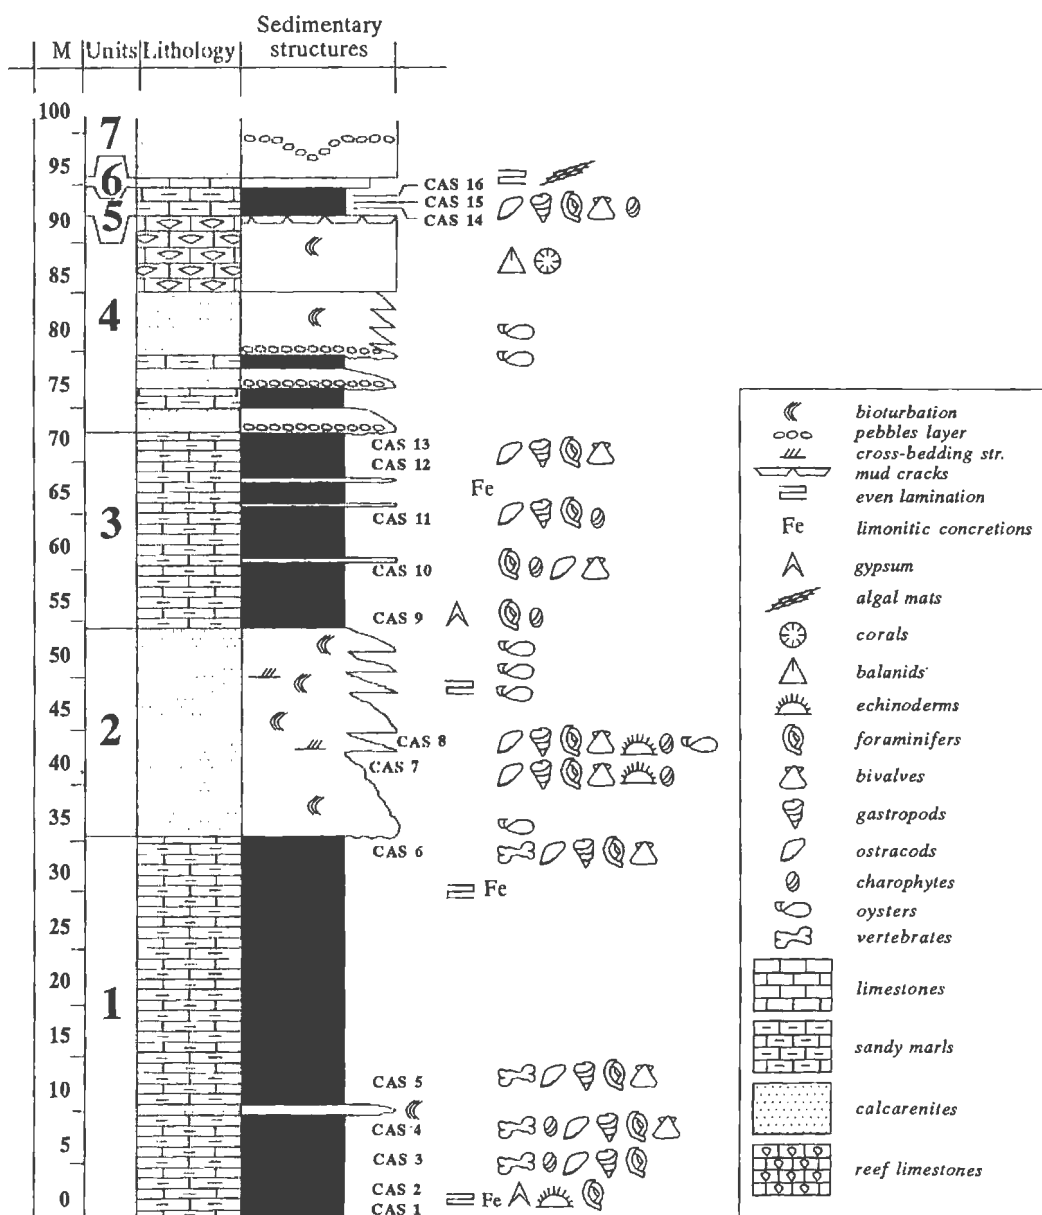 Sedimentary
M Units Lithology structures
100
7
95
6
CAS 16
CAS 15
5
90
CAS 14
85
4
80
75
70
CAS 13
CAS 12
65
Fe
3
CAS 11
60
CAS 10
55
CAS 9
50
45
2
CAS 8
40
CAS 7
35
CAS 6
30
Fe
25
20
1
15
10
CAS 5
CAS 4
5
CAS 3
CAS 2
Fe
0
CAS 1
bioturbation
pebbles layer
cross-bedding str.
mud cracks
even lamination
Fe limonitic concretions
gypsum
algal mats
corals
balanids
echinoderms
foraminifers
bivalves
gastropods
ostracods
charophytes
oysters
vertebrates
limestones
sandy marls
calcarenites
reef limestones